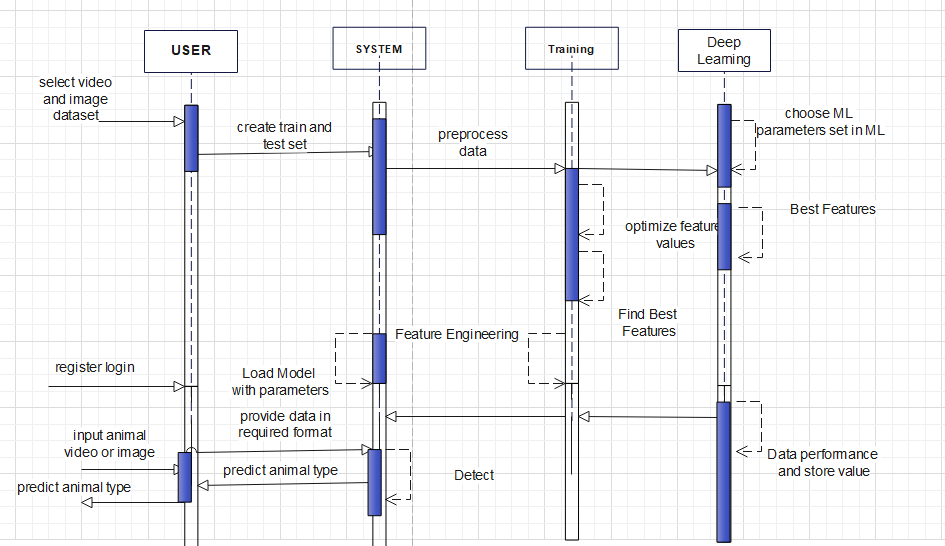 USER
SYSTEM
Training
Deep
Learning
select video
and image
dataset
create train and
test set
preprocess
data
choose ML
parameters set in ML
Best Features
optimize feature
values
Find Best
Features
Feature Engineering
register login
Load Model
with parameters
provide data in
required format
input animal
video or image
predict animal type
predict animal type
Detect
Data performance
and store value